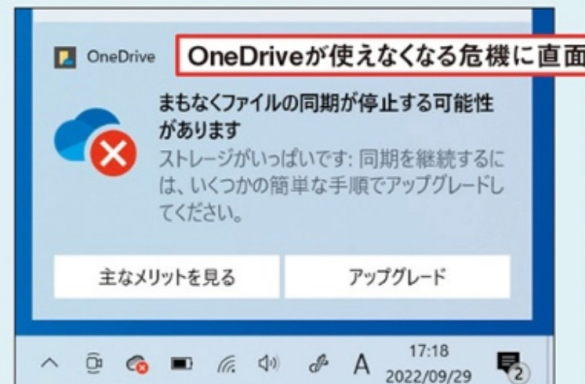 OneDrive
OneDriveが使えなくなる危機に直面
まもなくファイルの同期が停止する可能性
があります
ストレージがいっぱいです: 同期を継続するに
は、いくつかの簡単な手順でアップグレードし
てください。
主なメリットを見る
アップグレード
A
17:18
2022/09/29
2